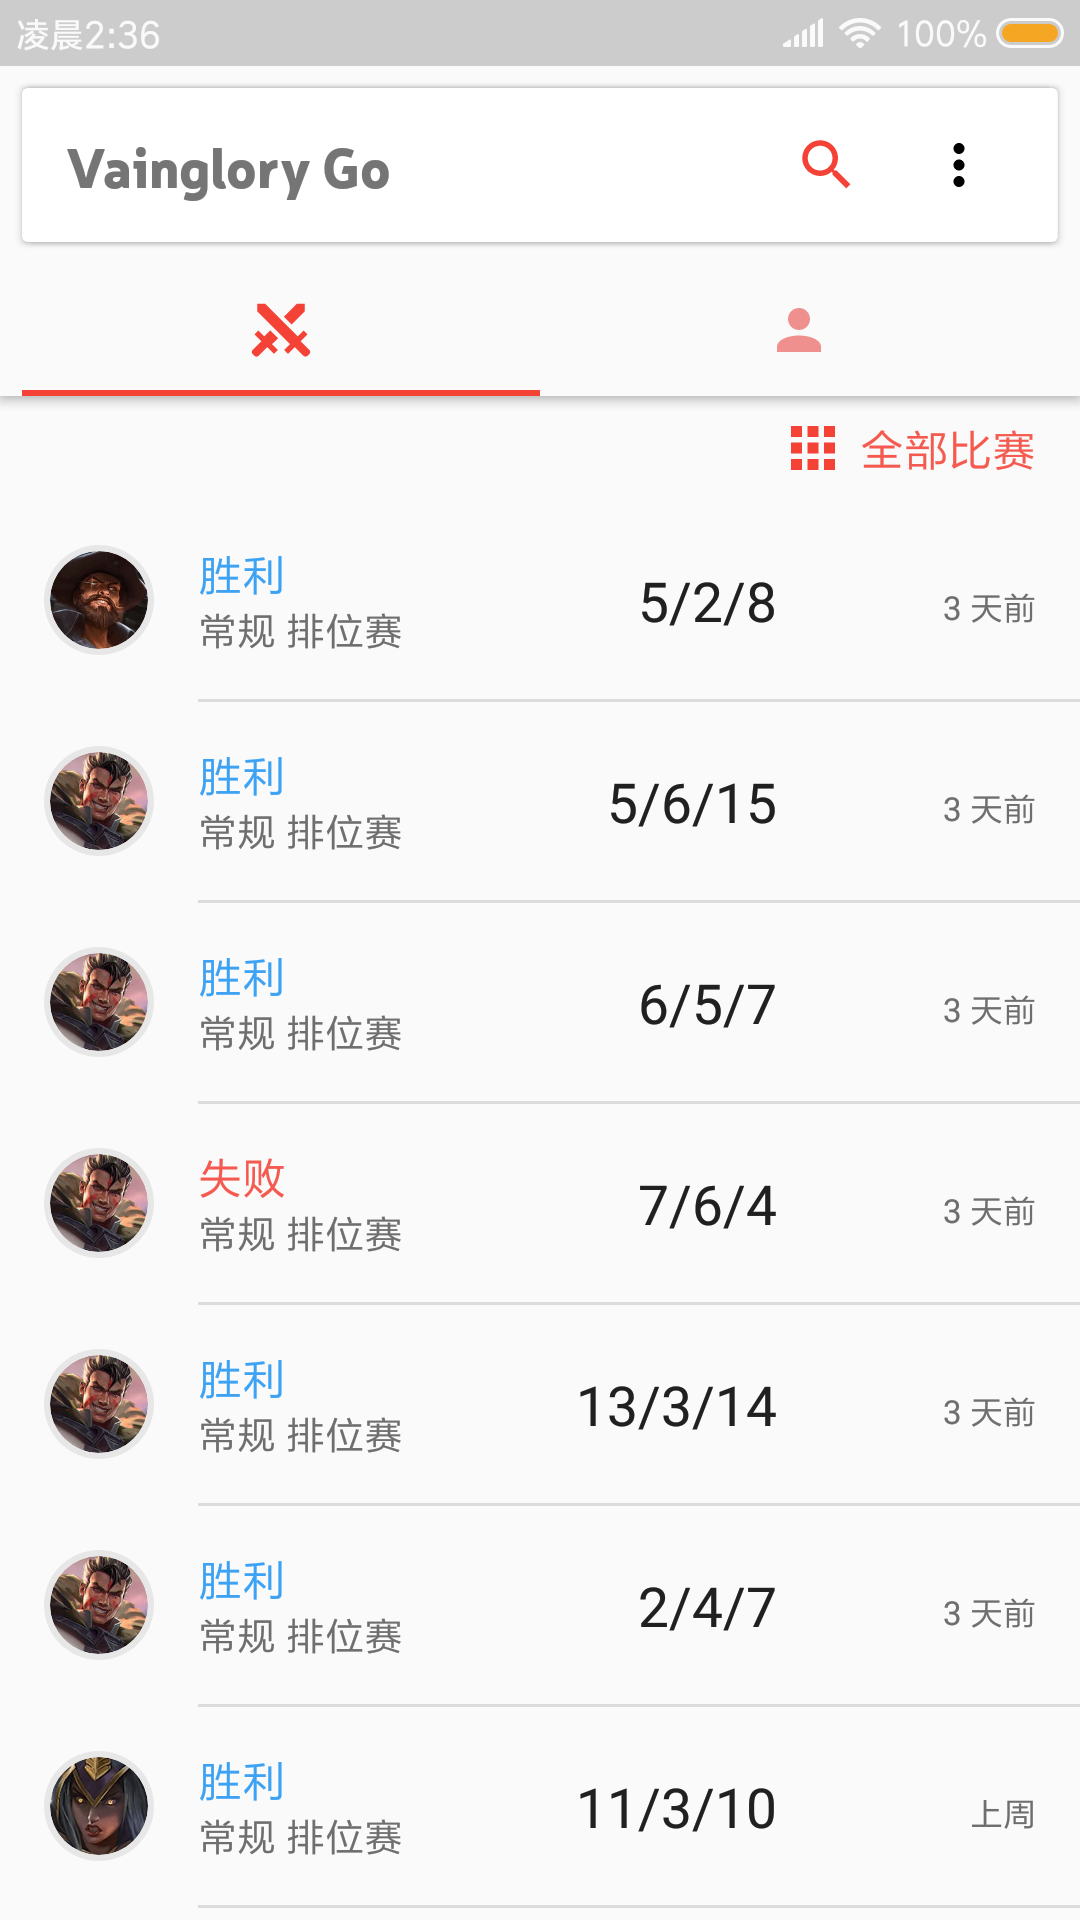 凌晨2:36 100%
Vainglory Go
全部比赛
胜利
常规 排位赛
5/2/8
3 天前
胜利
常规 排位赛
5/6/15
3 天前
胜利
常规 排位赛
6/5/7
3 天前
失败
常规 排位赛
7/6/4
3 天前
胜利
常规 排位赛
13/3/14
3 天前
胜利
常规 排位赛
2/4/7
3 天前
胜利
常规 排位赛
11/3/10
上周